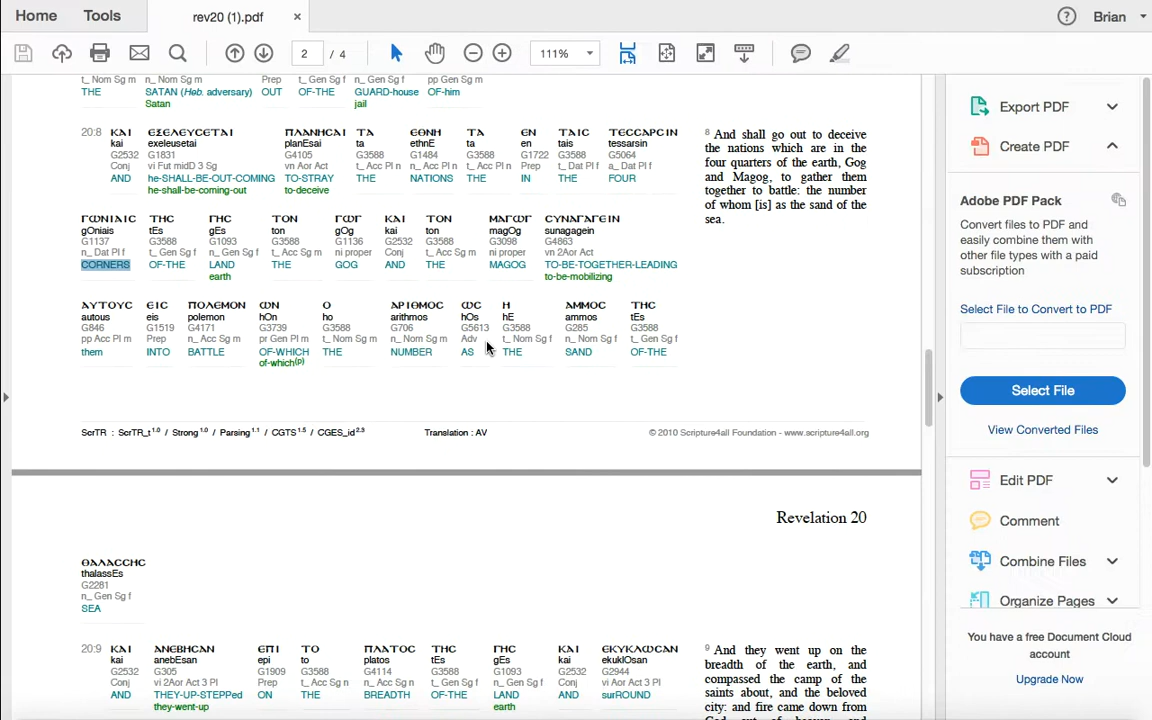 Home Tools rev20 (1).pdf × ? Brian
2 / 4 111%
t_ Nom Sg m n_ Nom Sg m Prep t_ Gen Sg f n_ Gen Sg f pp Gen Sg m
THE SATAN (Heb. adversary) OUT OF-THE GUARD-house OF-him
Satan jail
20:8 ΚΑΙ ΕΞΕΛΕΥϹΕΤΑΙ ΠΛΑΝΗϹΑΙ ΤΑ ΕΘΝΗ ΤΑ ΕΝ ΤΑΙϹ ΤΕϹϹΑΡϹΙΝ
kai exeleusetai planEsai ta ethnE ta en tais tessarsin
G2532 G1831 G4105 G3588 G1484 G3588 G1722 G3588 G5064
Conj vi Fut midD 3 Sg vn Aor Act t_ Acc Pl n n_ Acc Pl n t_ Acc Pl n Prep t_ Dat Pl f a_ Dat Pl f
AND he-SHALL-BE-OUT-COMING TO-STRAY THE NATIONS THE IN THE FOUR
he-shall-be-coming-out to-deceive
8 And shall go out to deceive
the nations which are in the
four quarters of the earth, Gog
and Magog, to gather them
together to battle: the number
of whom [is] as the sand of the
sea.
ΓѠΝΙΑΙϹ ΤΗϹ ΓΗϹ ΤΟΝ ΓѠΓ ΚΑΙ ΤΟΝ ΜΑΓѠΓ ϹΥΝΑΓΑΓΕΙΝ
gOniais tEs gEs ton gOg kai ton magOg sunagagein
G1137 G3588 G1093 G3588 G1136 G2532 G3588 G3098 G4863
n_ Dat Pl f t_ Gen Sg f n_ Gen Sg f t_ Acc Sg m ni proper Conj t_ Acc Sg m ni proper vn 2Aor Act
CORNERS OF-THE LAND THE GOG AND THE MAGOG TO-BE-TOGETHER-LEADING
earth to-be-mobilizing
ΑΥΤΟΥϹ ΕΙϹ ΠΟΛΕΜΟΝ ѠΝ Ο ΑΡΙΘΜΟϹ ѠϹ Η ΑΜΜΟϹ ΤΗϹ
autous eis polemon hOn ho arithmos hOs hE ammos tEs
G846 G1519 G4171 G3739 G3588 G706 G5613 G3588 G285 G3588
pp Acc Pl m Prep n_ Acc Sg m pr Gen Pl m t_ Nom Sg m n_ Nom Sg m Adv t_ Nom Sg f n_ Nom Sg f t_ Gen Sg f
them INTO BATTLE OF-WHICH THE NUMBER AS THE SAND OF-THE
of-which(p)
ScrTR : ScrTR_t1.0 / Strong1.0 / Parsing1.1 / CGTS1.5 / CGES_id2.3 Translation : AV © 2010 Scripture4all Foundation - www.scripture4all.org
Revelation 20
ΘΑΛΑϹϹΗϹ
thalassEs
G2281
n_ Gen Sg f
SEA
20:9 ΚΑΙ ΑΝΕΒΗϹΑΝ ΕΠΙ ΤΟ ΠΛΑΤΟϹ ΤΗϹ ΓΗϹ ΚΑΙ ΕΚΥΚΛѠϹΑΝ
kai anebEsan epi to platos tEs gEs kai ekuklOsan
G2532 G305 G1909 G3588 G4114 G3588 G1093 G2532 G2944
Conj vi 2Aor Act 3 Pl Prep t_ Acc Sg n n_ Acc Sg n t_ Gen Sg f n_ Gen Sg f Conj vi Aor Act 3 Pl
AND THEY-UP-STEPPed ON THE BREADTH OF-THE LAND AND surROUND
they-went-up earth
9 And they went up on the
breadth of the earth, and
compassed the camp of the
saints about, and the beloved
city: and fire came down from
God out of heaven, and
Export PDF
Create PDF
Adobe PDF Pack
Convert files to PDF and
easily combine them with
other file types with a paid
subscription
Select File to Convert to PDF
Select File
View Converted Files
Edit PDF
Comment
Combine Files
Organize Pages
You have a free Document Cloud
account
Upgrade Now